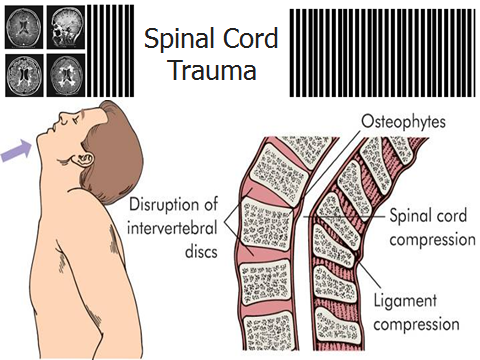 Spinal Cord
Trauma
Osteophytes
Disruption of
intervertebral
discs
Spinal cord
compression
Ligament
compression